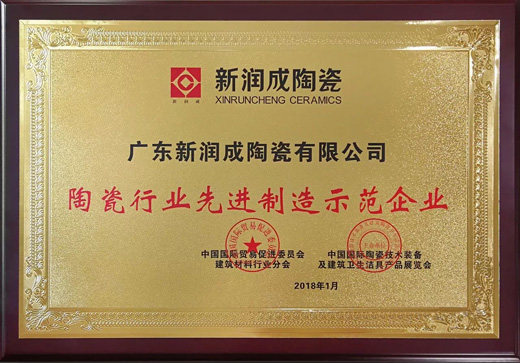 新润成陶瓷
XINRUNCHENG CERAMICS
新润成
广东新润成陶瓷有限公司
陶瓷行业先进制造示范企业
中国国际贸易促进委员会
建筑材料行业分会
中国国际陶瓷技术装备
及建筑卫生洁具产品展览会
2018年1月